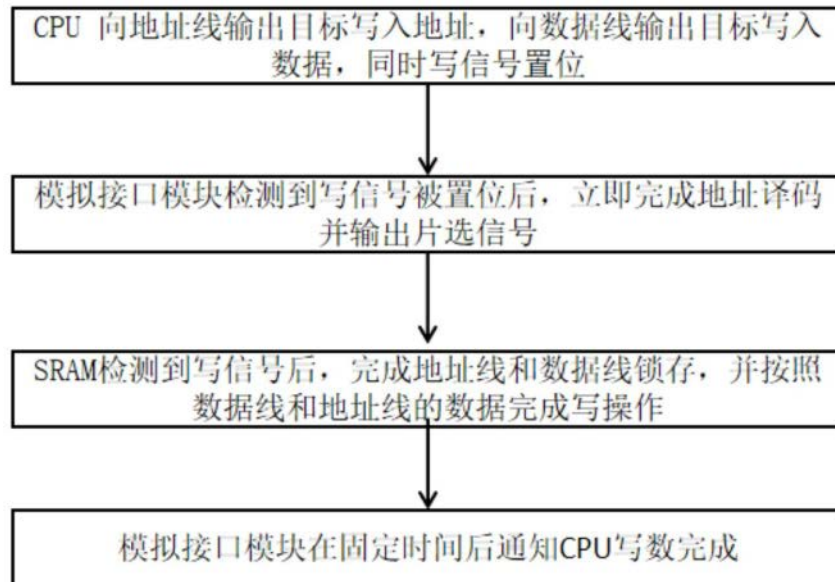 CPU 向地址线输出目标写入地址，向数据线输出目标写入
数据，同时写信号置位
模拟接口模块检测到写信号被置位后，立即完成地址译码
并输出片选信号
SRAM检测到写信号后，完成地址线和数据线锁存，并按照
数据线和地址线的数据完成写操作
模拟接口模块在固定时间后通知CPU写数完成